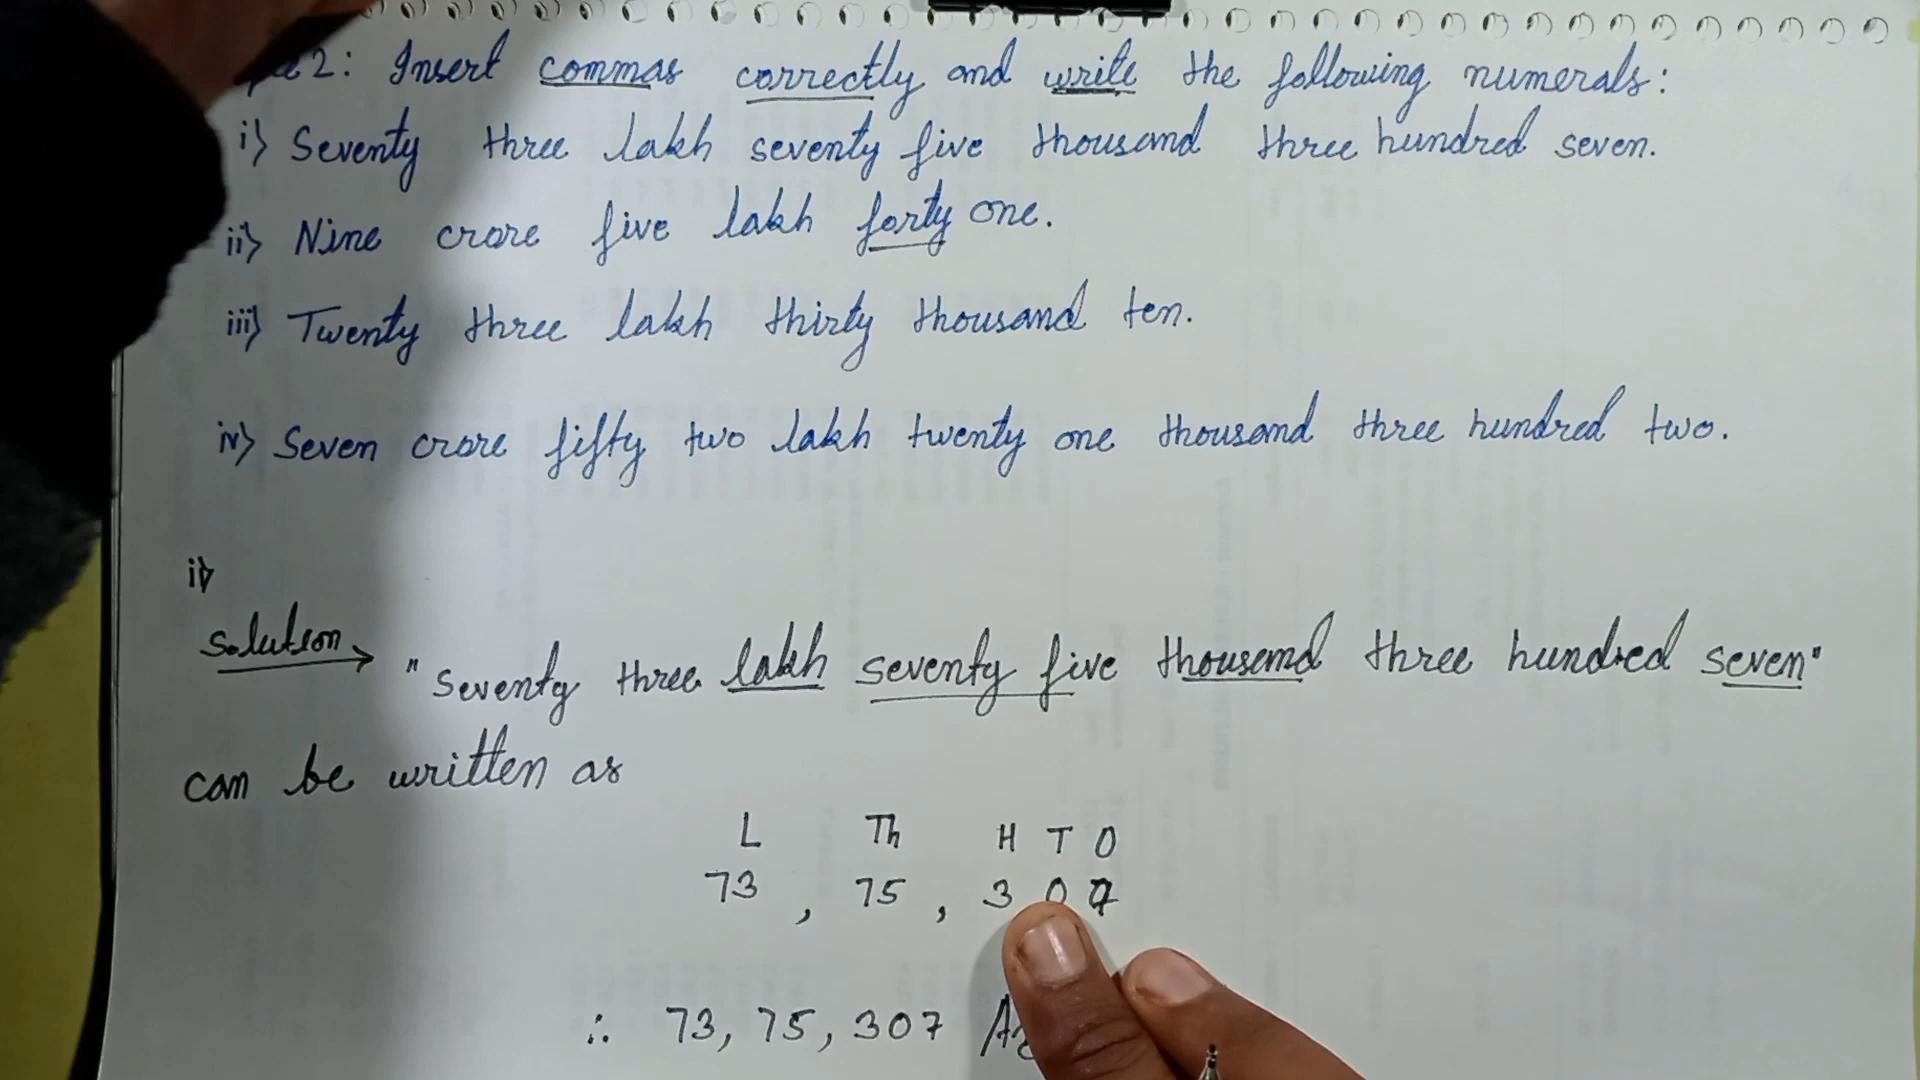 2: Insert commas correctly and write the following numerals:
i) Seventy three lakh seventy five thousand three hundred seven.
ii) Nine crore five lakh forty one.
iii) Twenty three lakh thirty thousand ten.
iv) Seven crore fifty two lakh twenty one thousand three hundred two.
i)
Solution → "Seventy three lakh seventy five thousand three hundred seven"
can be written as
L Th H T O
73 , 75 , 3 0 7
∴ 73, 75, 307